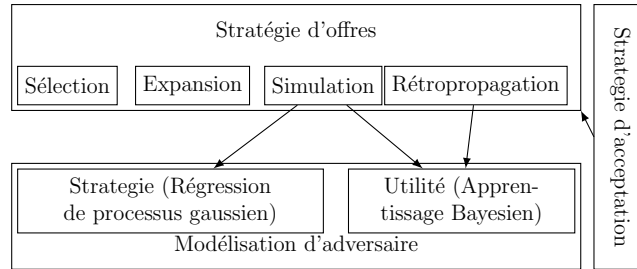 Stratégie d'offres
Sélection
Expansion
Simulation
Rétropropagation
Strategie (Régression
de processus gaussien)
Utilité (Appren-
tissage Bayesien)
Modélisation d'adversaire
Strategie d'acceptation